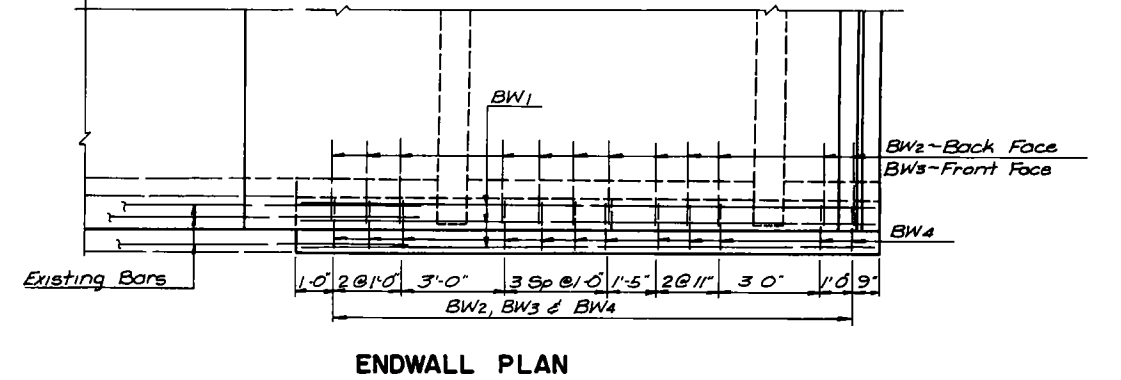 BW1
BW2~Back Face
BW3~Front Face
BW4
Existing Bars
1'-0" 2@1'-0" 3'-0" 3 Sp @1'-0" 1'-5" 2@11" 3 0" 1'0" 9"
BW2, BW3 & BW4
ENDWALL PLAN